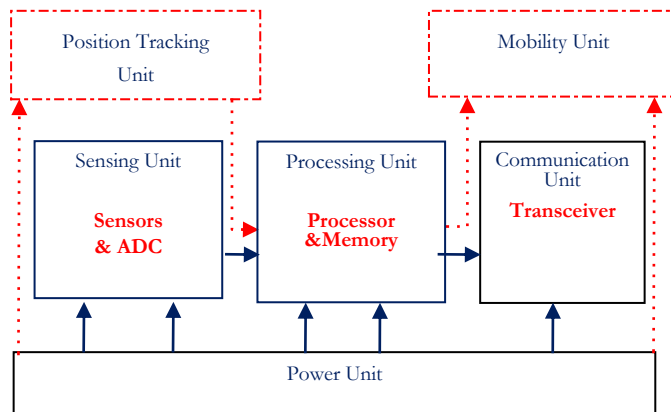 Position Tracking
Unit
Mobility Unit
Sensing Unit
Sensors
& ADC
Processing Unit
Processor
&Memory
Communication
Unit
Transceiver
Power Unit